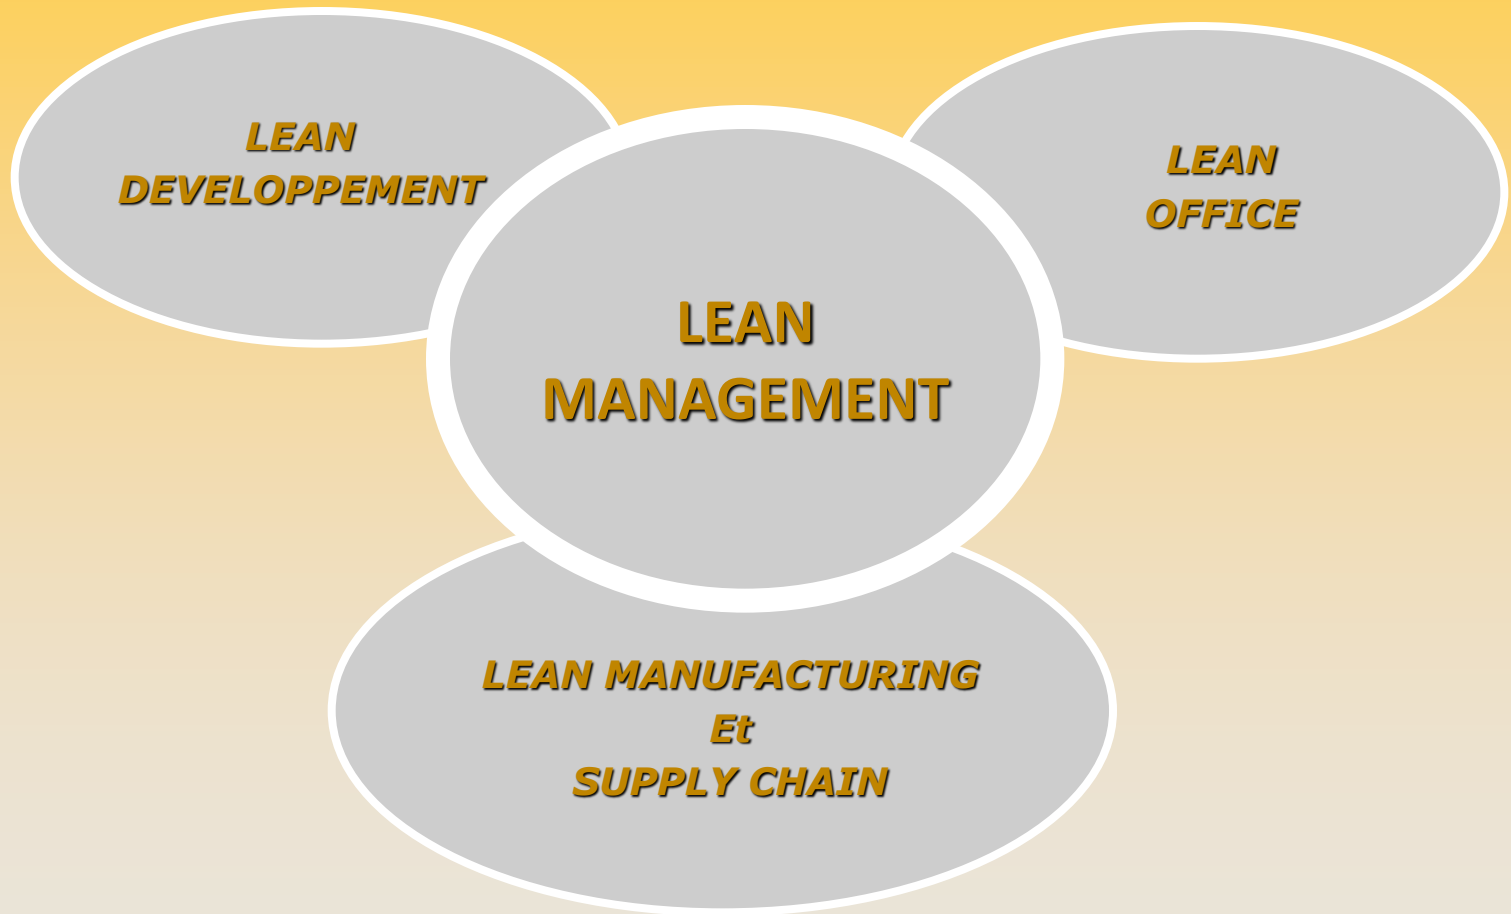 LEAN
DEVELOPPEMENT
LEAN
OFFICE
LEAN
MANAGEMENT
LEAN MANUFACTURING
Et
SUPPLY CHAIN